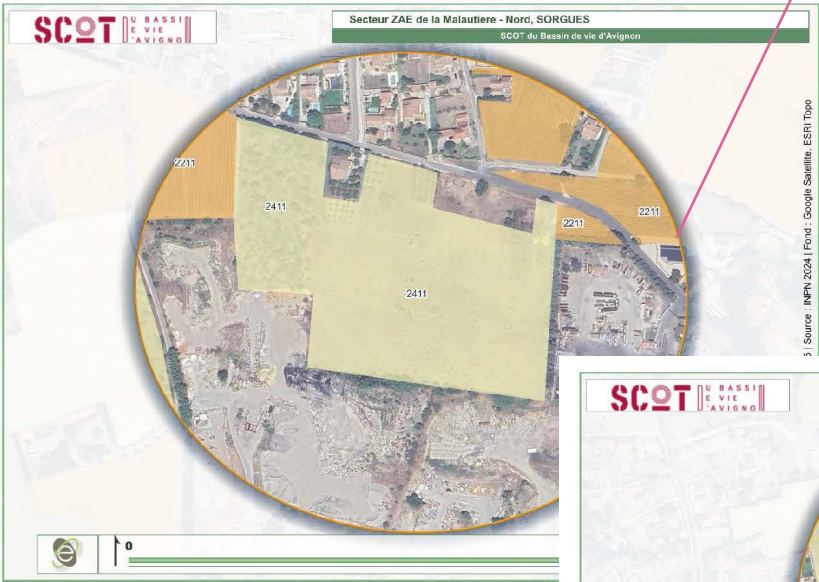 SCOT U BASSI
E VIE
'AVIGNO
Secteur ZAE de la Malautiere - Nord, SORGUES
SCOT du Bassin de vie d'Avignon
2211
2411
2411
2211
2211
5 | Source : INPN 2024 | Fond : Google Satellite, ESRI Topo
0
SCOT U BASSI
E VIE
'AVIGNO